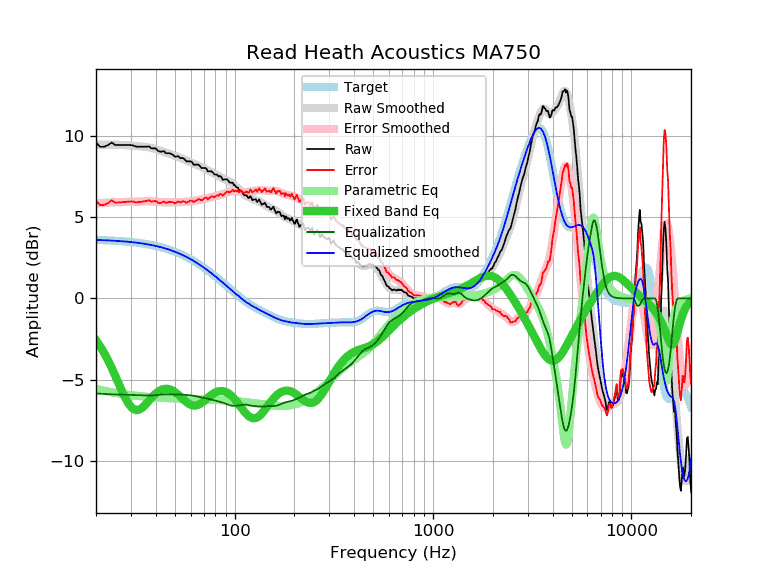 Read Heath Acoustics MA750
Target
Raw Smoothed
Error Smoothed
Raw
Error
Parametric Eq
Fixed Band Eq
Equalization
Equalized smoothed
10
5
0
−5
−10
Amplitude (dBr)
100
1000
10000
Frequency (Hz)